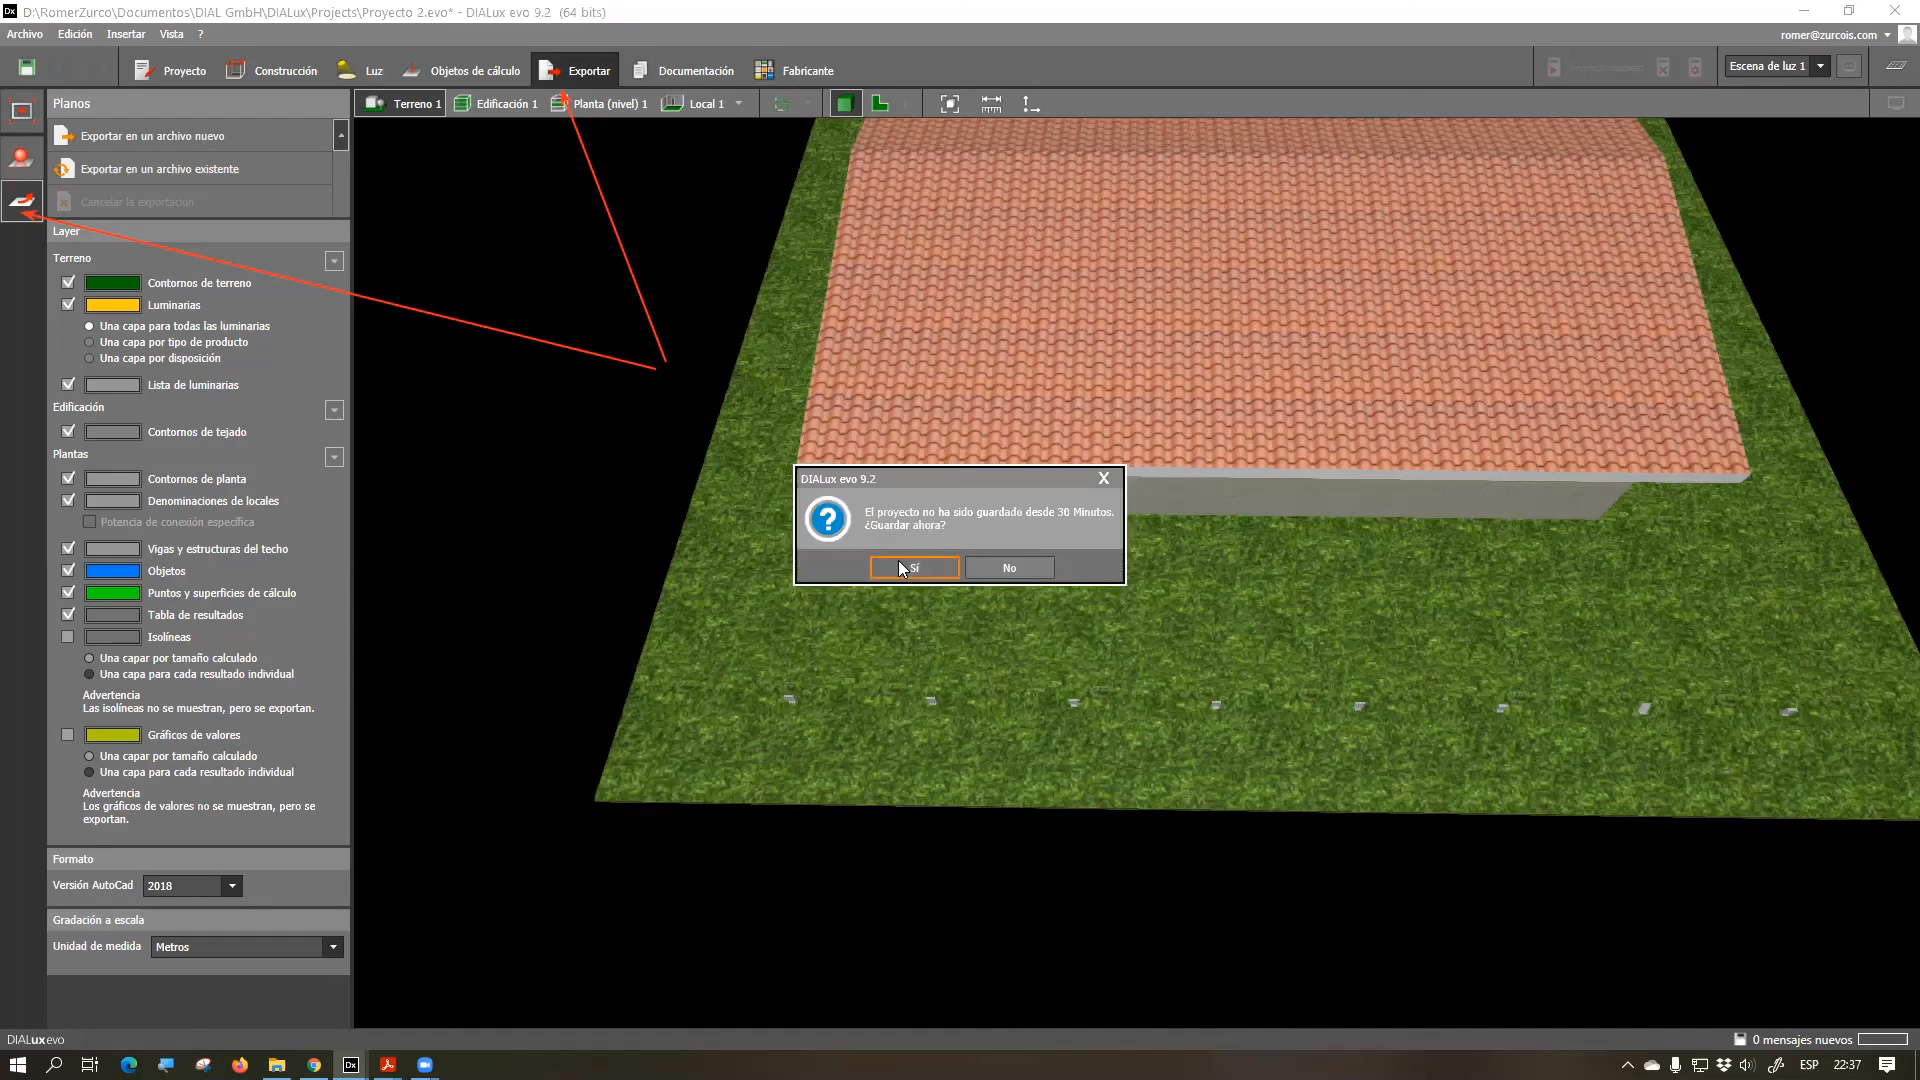 D:\RomerZurco\Documentos\DIAL GmbH\DIALux\Projects\Proyecto 2.evo* - DIALux evo 9.2 (64 bits)
Archivo Edición Insertar Vista ?
romer@zurcois.com
Proyecto Construcción Luz Objetos de cálculo Exportar Documentación Fabricante
Escena de luz 1
Planos
Terreno 1 Edificación 1 Planta (nivel) 1 Local 1
Exportar en un archivo nuevo
Exportar en un archivo existente
Cancelar la exportación
Layer
Terreno
Contornos de terreno
Luminarias
Una capa para todas las luminarias
Una capa por tipo de producto
Una capa por disposición
Lista de luminarias
Edificación
Contornos de tejado
Plantas
Contornos de planta
Denominaciones de locales
Potencia de conexión específica
Vigas y estructuras del techo
Objetos
Puntos y superficies de cálculo
Tabla de resultados
Isolíneas
Una capar por tamaño calculado
Una capa para cada resultado individual
Advertencia
Las isolíneas no se muestran, pero se exportan.
Gráficos de valores
Una capar por tamaño calculado
Una capa para cada resultado individual
Advertencia
Los gráficos de valores no se muestran, pero se
exportan.
Formato
Versión AutoCad 2018
Gradación a escala
Unidad de medida Metros
DIALux evo 9.2 X
El proyecto no ha sido guardado desde 30 Minutos.
¿Guardar ahora?
Sí No
DIALux evo
0 mensajes nuevos
Dx
ESP 22:37